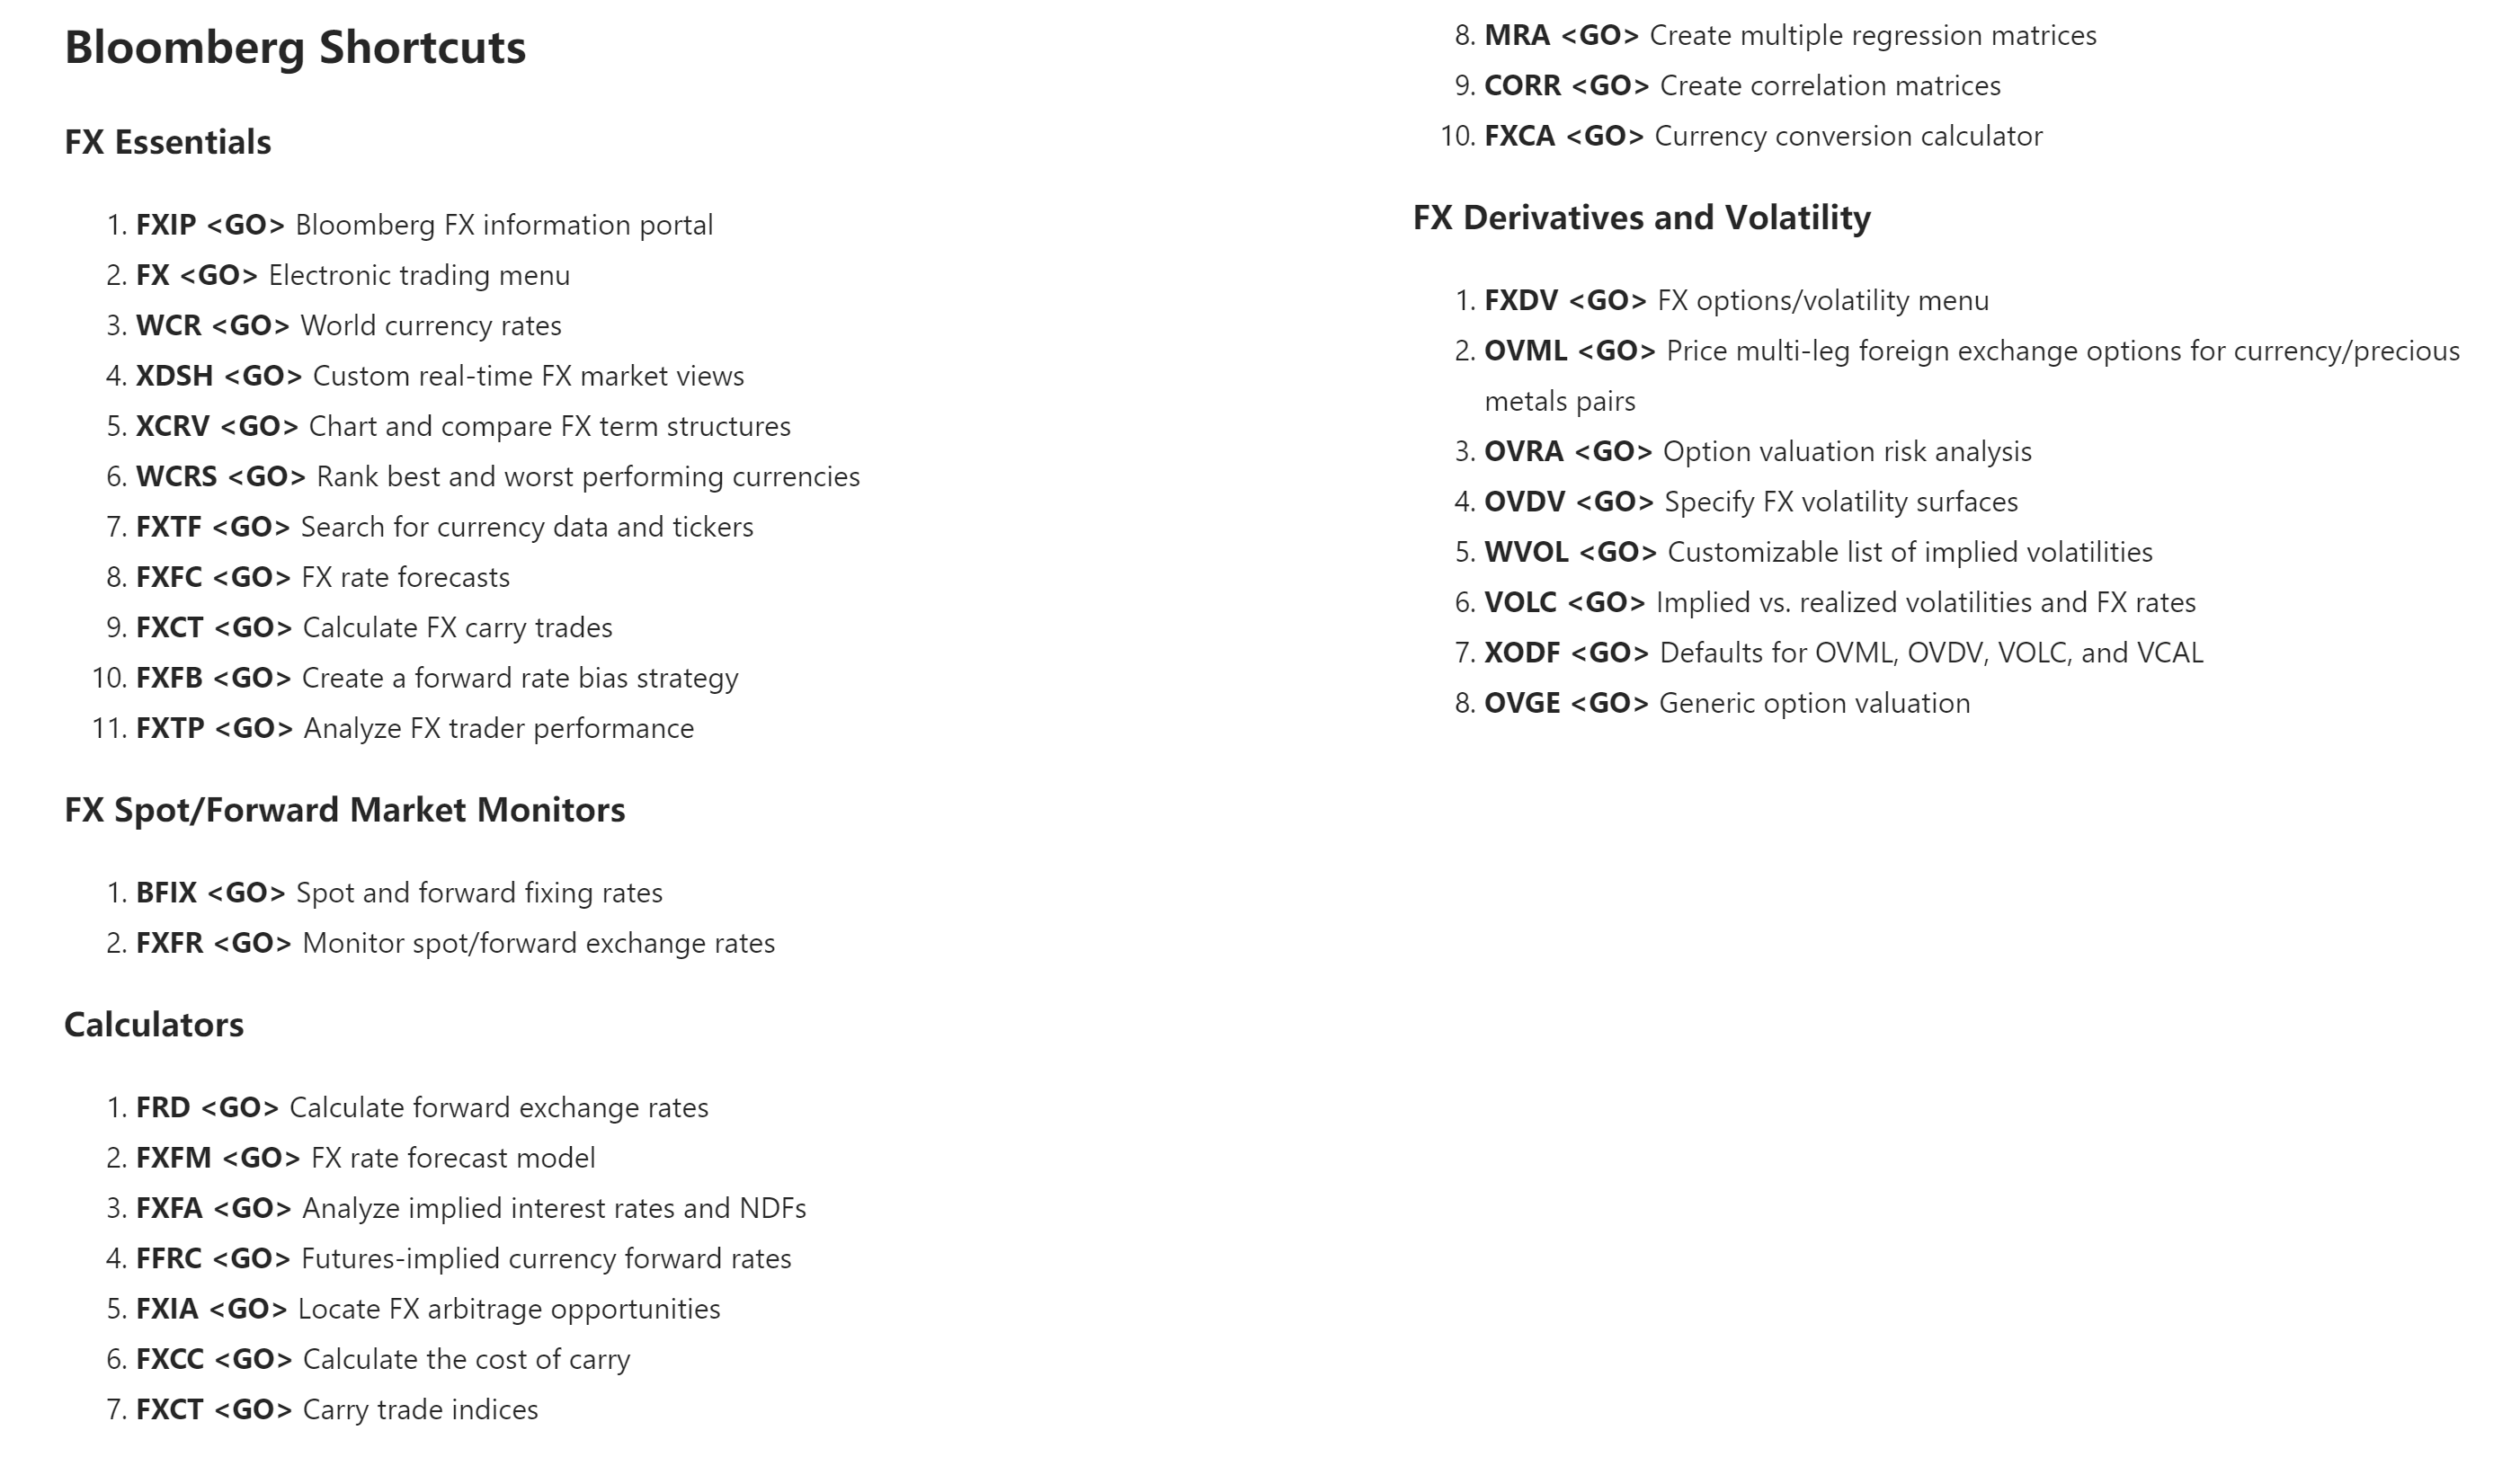 Bloomberg Shortcuts
FX Essentials
1. FXIP <GO> Bloomberg FX information portal
2. FX <GO> Electronic trading menu
3. WCR <GO> World currency rates
4. XDSH <GO> Custom real-time FX market views
5. XCRV <GO> Chart and compare FX term structures
6. WCRS <GO> Rank best and worst performing currencies
7. FXTF <GO> Search for currency data and tickers
8. FXFC <GO> FX rate forecasts
9. FXCT <GO> Calculate FX carry trades
10. FXFB <GO> Create a forward rate bias strategy
11. FXTP <GO> Analyze FX trader performance
FX Spot/Forward Market Monitors
1. BFIX <GO> Spot and forward fixing rates
2. FXFR <GO> Monitor spot/forward exchange rates
Calculators
1. FRD <GO> Calculate forward exchange rates
2. FXFM <GO> FX rate forecast model
3. FXFA <GO> Analyze implied interest rates and NDFs
4. FFRC <GO> Futures-implied currency forward rates
5. FXIA <GO> Locate FX arbitrage opportunities
6. FXCC <GO> Calculate the cost of carry
7. FXCT <GO> Carry trade indices
8. MRA <GO> Create multiple regression matrices
9. CORR <GO> Create correlation matrices
10. FXCA <GO> Currency conversion calculator
FX Derivatives and Volatility
1. FXDV <GO> FX options/volatility menu
2. OVML <GO> Price multi-leg foreign exchange options for currency/precious
metals pairs
3. OVRA <GO> Option valuation risk analysis
4. OVDV <GO> Specify FX volatility surfaces
5. WVOL <GO> Customizable list of implied volatilities
6. VOLC <GO> Implied vs. realized volatilities and FX rates
7. XODF <GO> Defaults for OVML, OVDV, VOLC, and VCAL
8. OVGE <GO> Generic option valuation